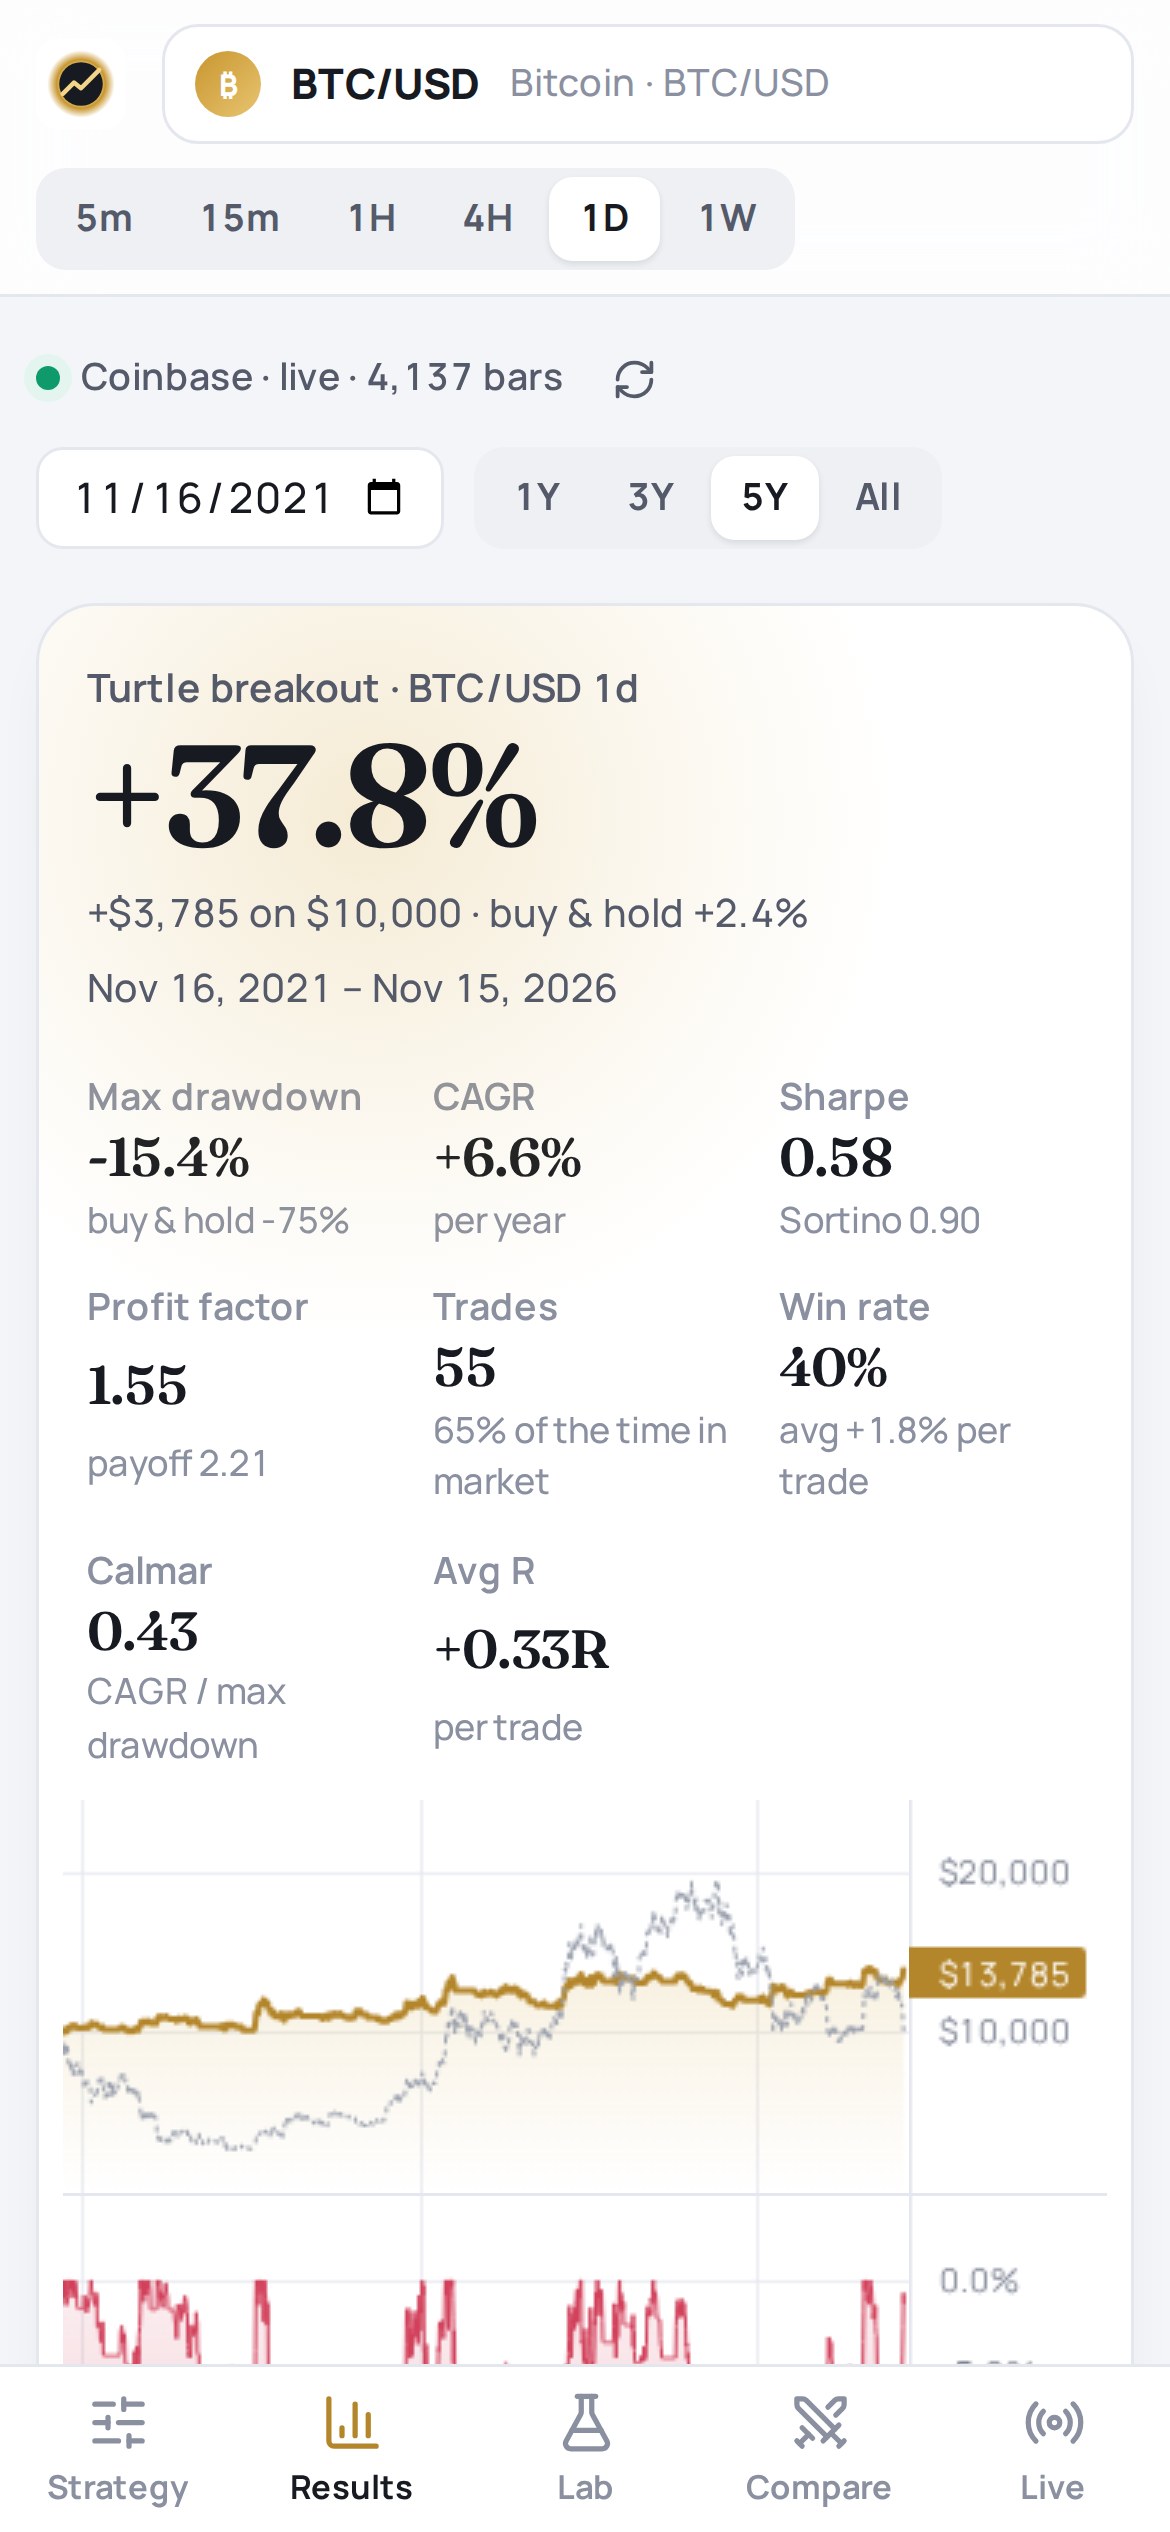 BTC/USD Bitcoin · BTC/USD
5m 15m 1H 4H 1D 1W
Coinbase · live · 4,137 bars
11/16/2021 1Y 3Y 5Y All
Turtle breakout · BTC/USD 1d
+37.8%
+$3,785 on $10,000 · buy & hold +2.4%
Nov 16, 2021 – Nov 15, 2026
Max drawdown CAGR Sharpe
-15.4% +6.6% 0.58
buy & hold -75% per year Sortino 0.90
Profit factor Trades Win rate
1.55 55 40%
payoff 2.21 65% of the time in market avg +1.8% per trade
Calmar Avg R
0.43 +0.33R
CAGR / max drawdown per trade
$20,000
$13,785
$10,000
0.0%
Strategy Results Lab Compare Live